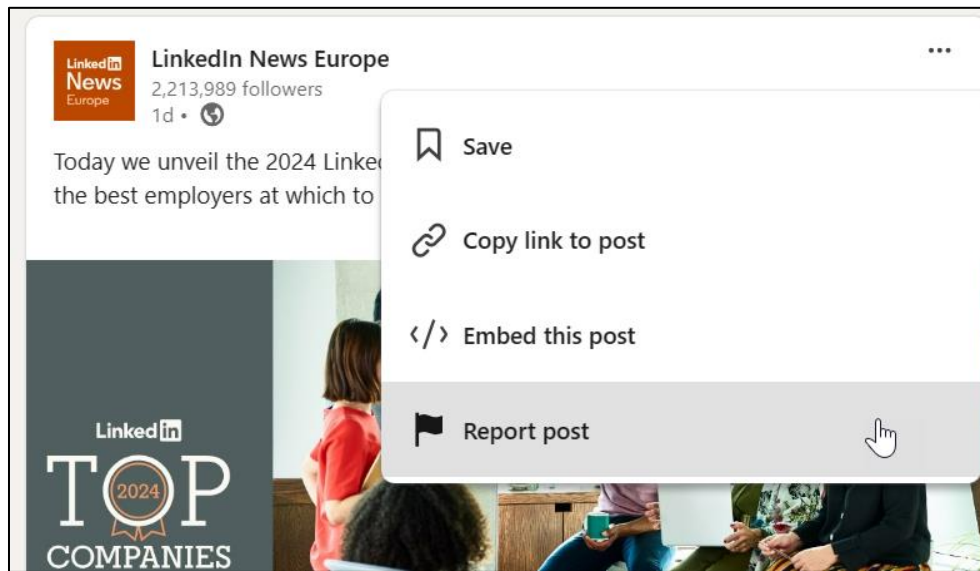 Linked in
News
Europe
LinkedIn News Europe
2,213,989 followers
1d •
Today we unveil the 2024 Linke
the best employers at which to
Save
Copy link to post
Embed this post
Report post
Linked in
TOP
2024
COMPANIES